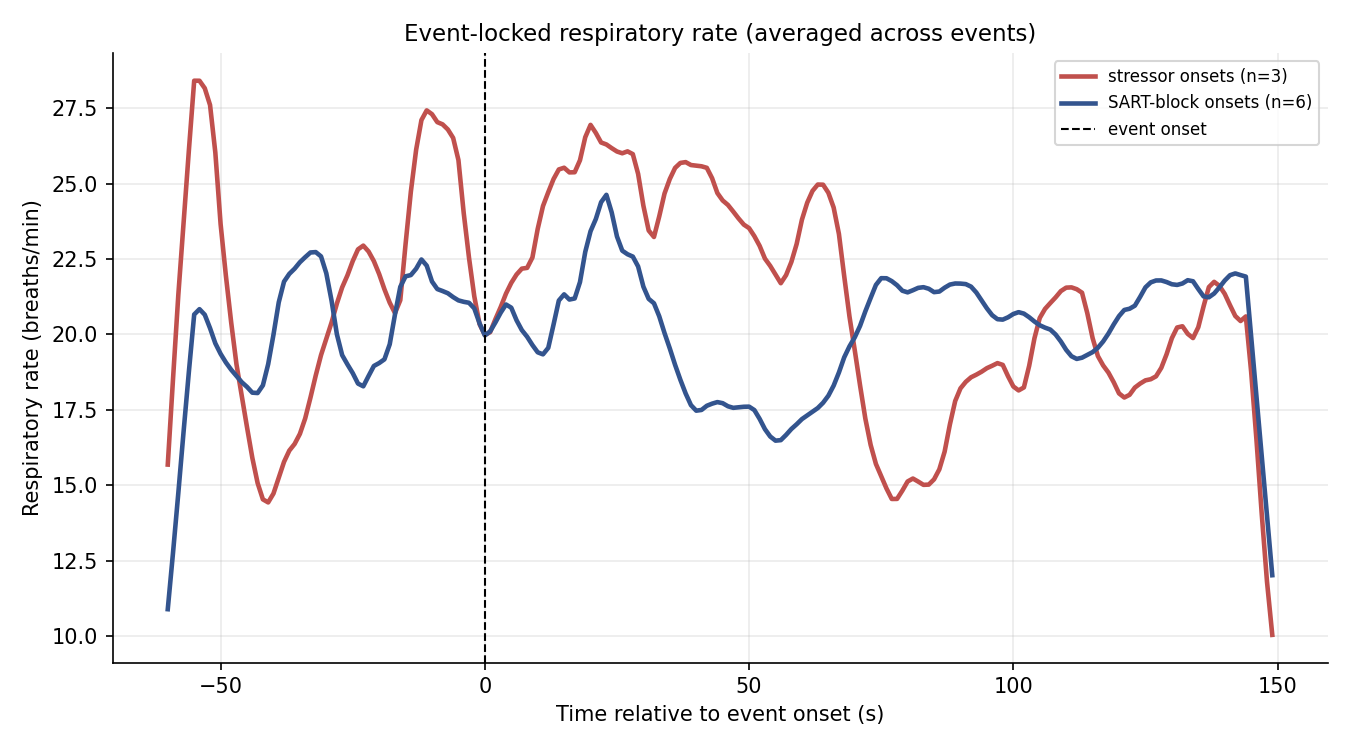 Event-locked respiratory rate (averaged across events)
stressor onsets (n=3)
SART-block onsets (n=6)
event onset
Respiratory rate (breaths/min)
27.5
25.0
22.5
20.0
17.5
15.0
12.5
10.0
−50
0
50
100
150
Time relative to event onset (s)